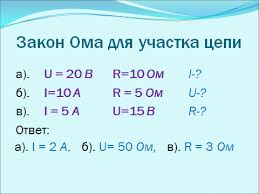 Закон Ома для участка цепи
а). U = 20 В R=10 Ом I-?
б). I=10 А R = 5 Ом U-?
в). I = 5 А U=15 В R-?
Ответ:
а). I = 2 А, б). U= 50 Ом, в). R = 3 Ом